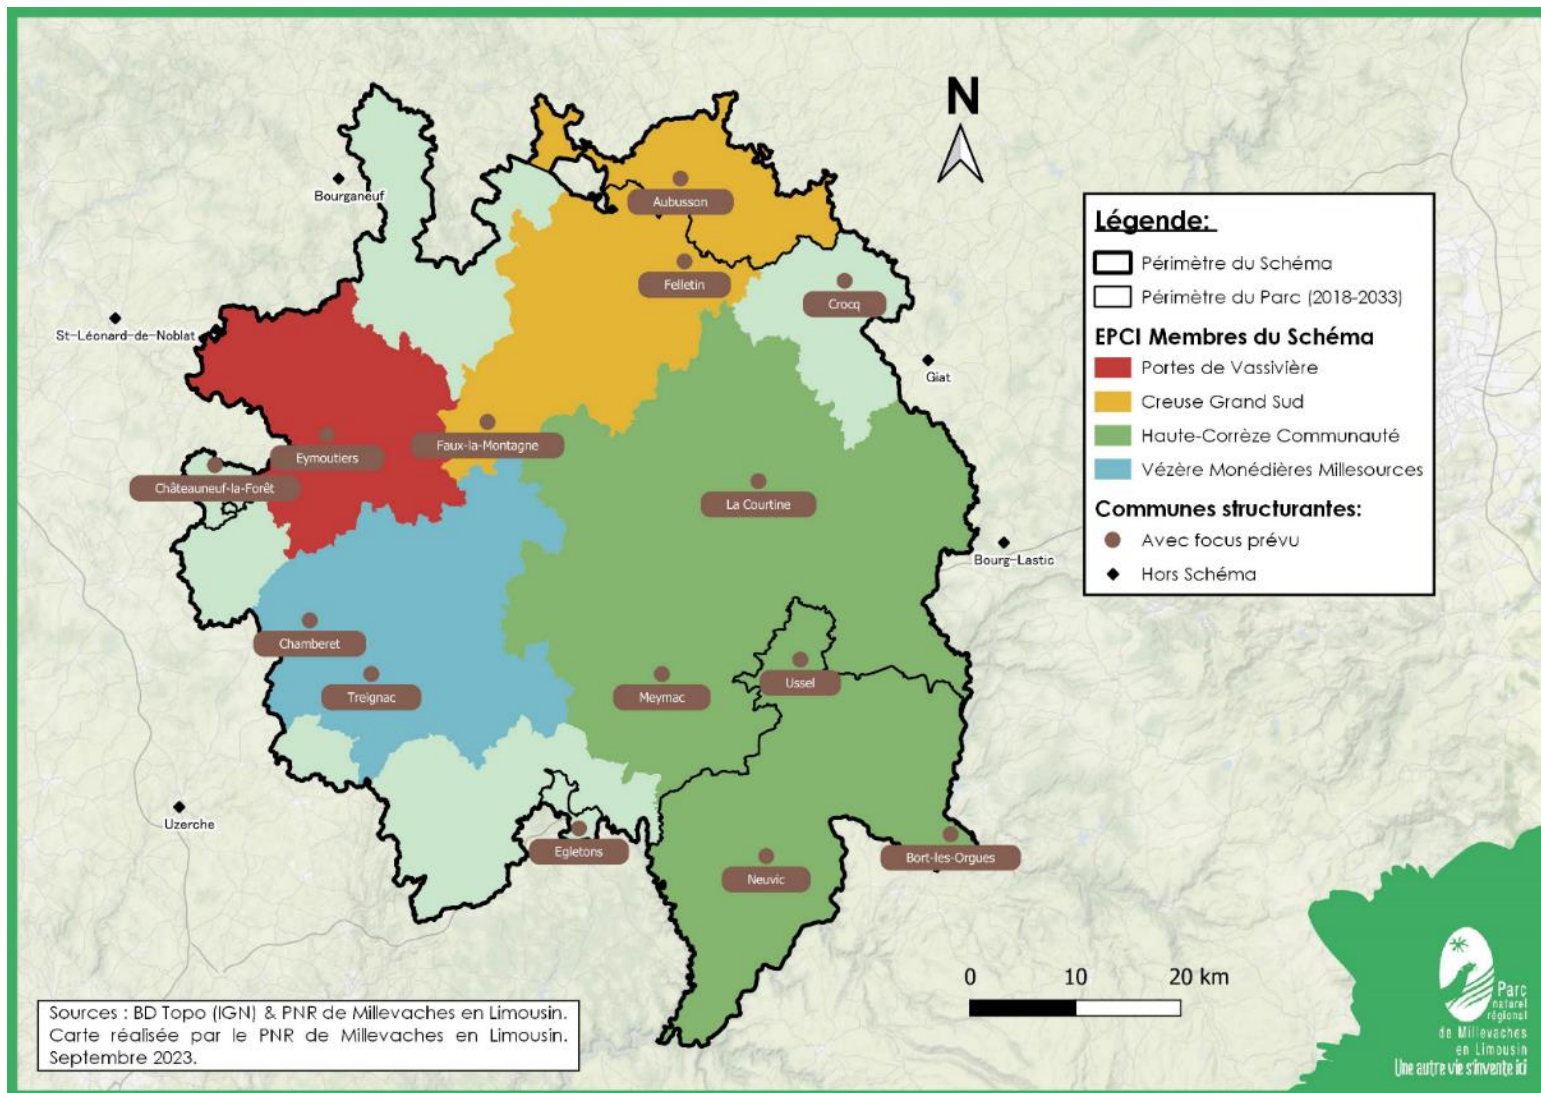 N
Bourganeuf
Aubusson
Felletin
Crocq
St-Léonard-de-Noblat
Giat
Faux-la-Montagne
Eymoutiers
Châteauneuf-la-Forêt
La Courtine
Bourg-Lastic
Chamberet
Treignac
Meymac
Ussel
Uzerche
Egletons
Neuvic
Bort-les-Orgues
Légende:
Périmètre du Schéma
Périmètre du Parc (2018-2033)
EPCI Membres du Schéma
Portes de Vassivière
Creuse Grand Sud
Haute-Corrèze Communauté
Vézère Monédières Millesources
Communes structurantes:
Avec focus prévu
Hors Schéma
0 10 20 km
Sources : BD Topo (IGN) & PNR de Millevaches en Limousin.
Carte réalisée par le PNR de Millevaches en Limousin.
Septembre 2023.
Parc
naturel
régional
de Millevaches
en Limousin
Une autre vie s'invente ici